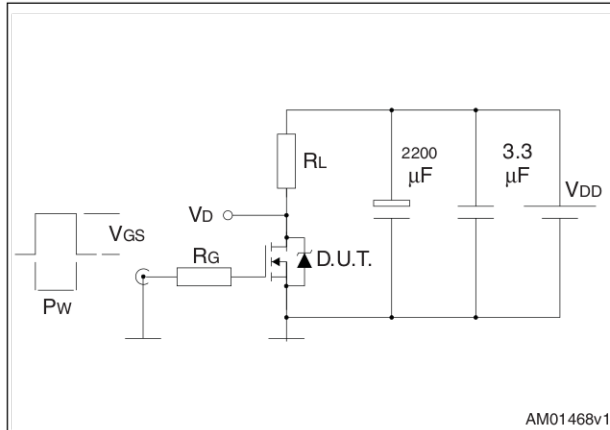 RL
2200
μF
3.3
μF
VDD
VD
VGS
RG
D.U.T.
PW
AM01468v1